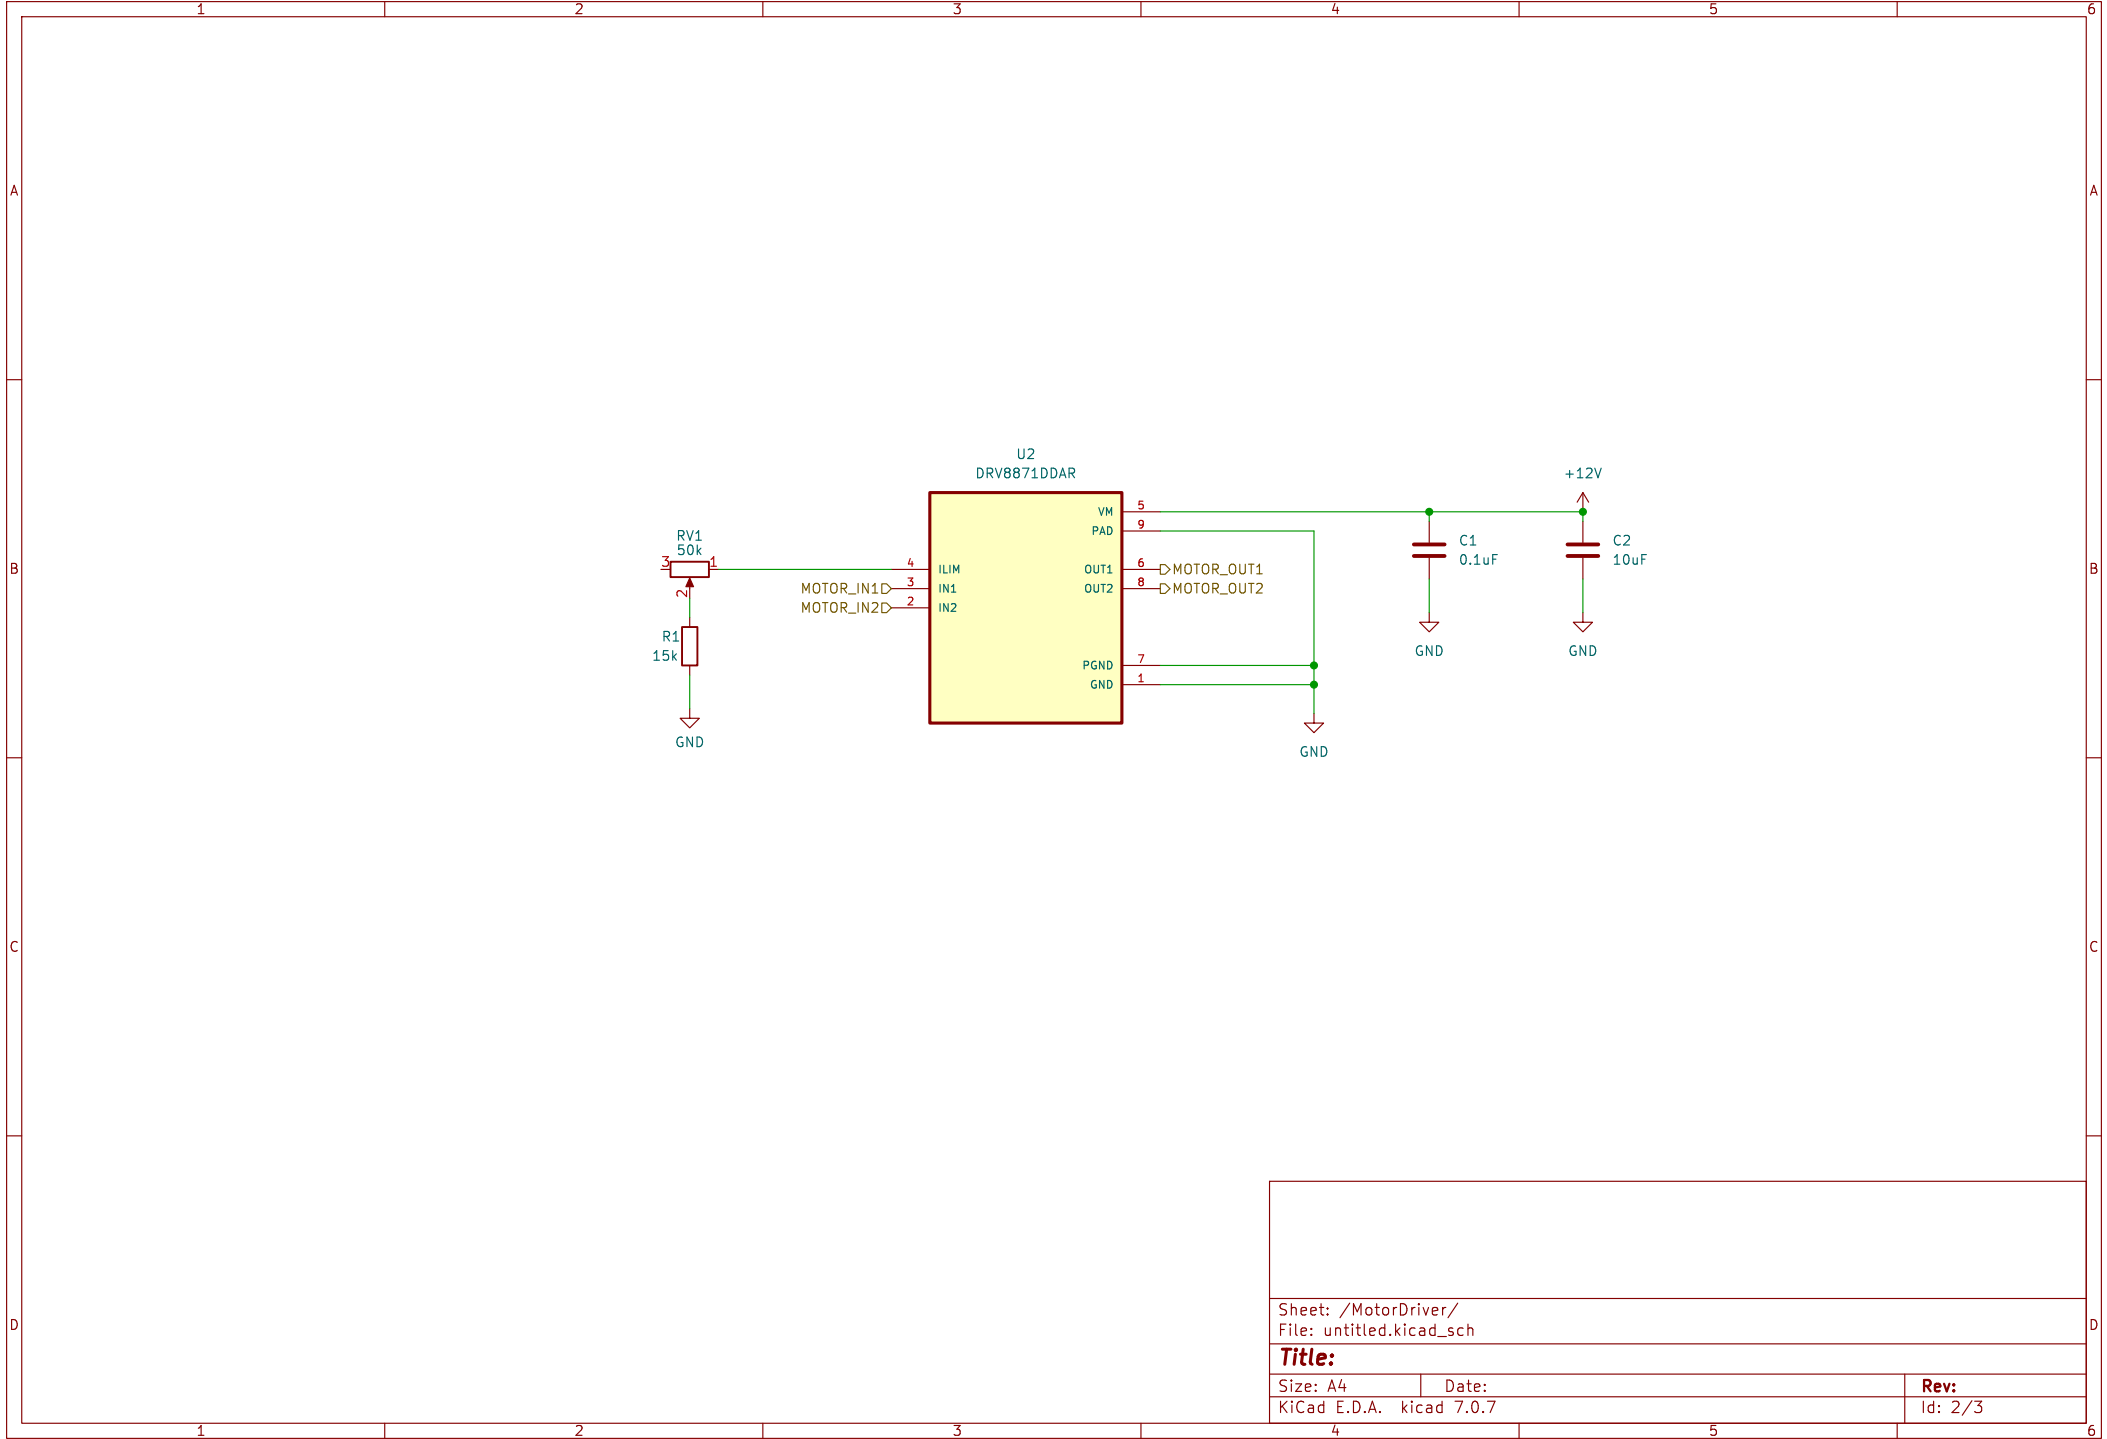 1 2 3 4 5 6
A A
U2
DRV8871DDAR
+12V
5
VM
9
PAD
RV1
50k
C1
0.1uF
C2
10uF
B B
3 1
2
4
ILIM
6
OUT1
MOTOR_OUT1
MOTOR_IN1
3
IN1
8
OUT2
MOTOR_OUT2
MOTOR_IN2
2
IN2
R1
15k
GND
GND
7
PGND
1
GND
GND
GND
C C
Sheet: /MotorDriver/
File: untitled.kicad_sch
D D
Title:
Size: A4 Date: Rev:
KiCad E.D.A. kicad 7.0.7 Id: 2/3
1 2 3 4 5 6